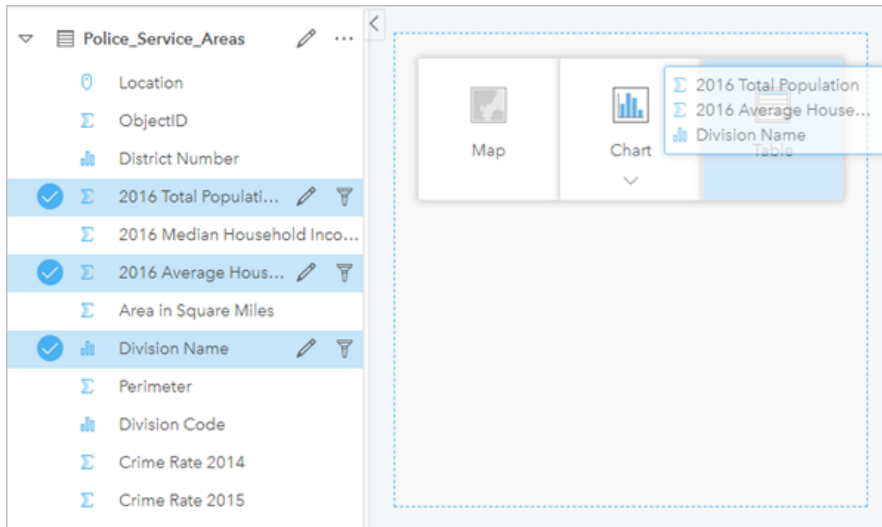 Police_Service_Areas
Location
ObjectID
District Number
2016 Total Populati...
2016 Median Household Inco...
2016 Average Hous...
Area in Square Miles
Division Name
Perimeter
Division Code
Crime Rate 2014
Crime Rate 2015
Map
Chart
Table
2016 Total Population
2016 Average House...
Division Name